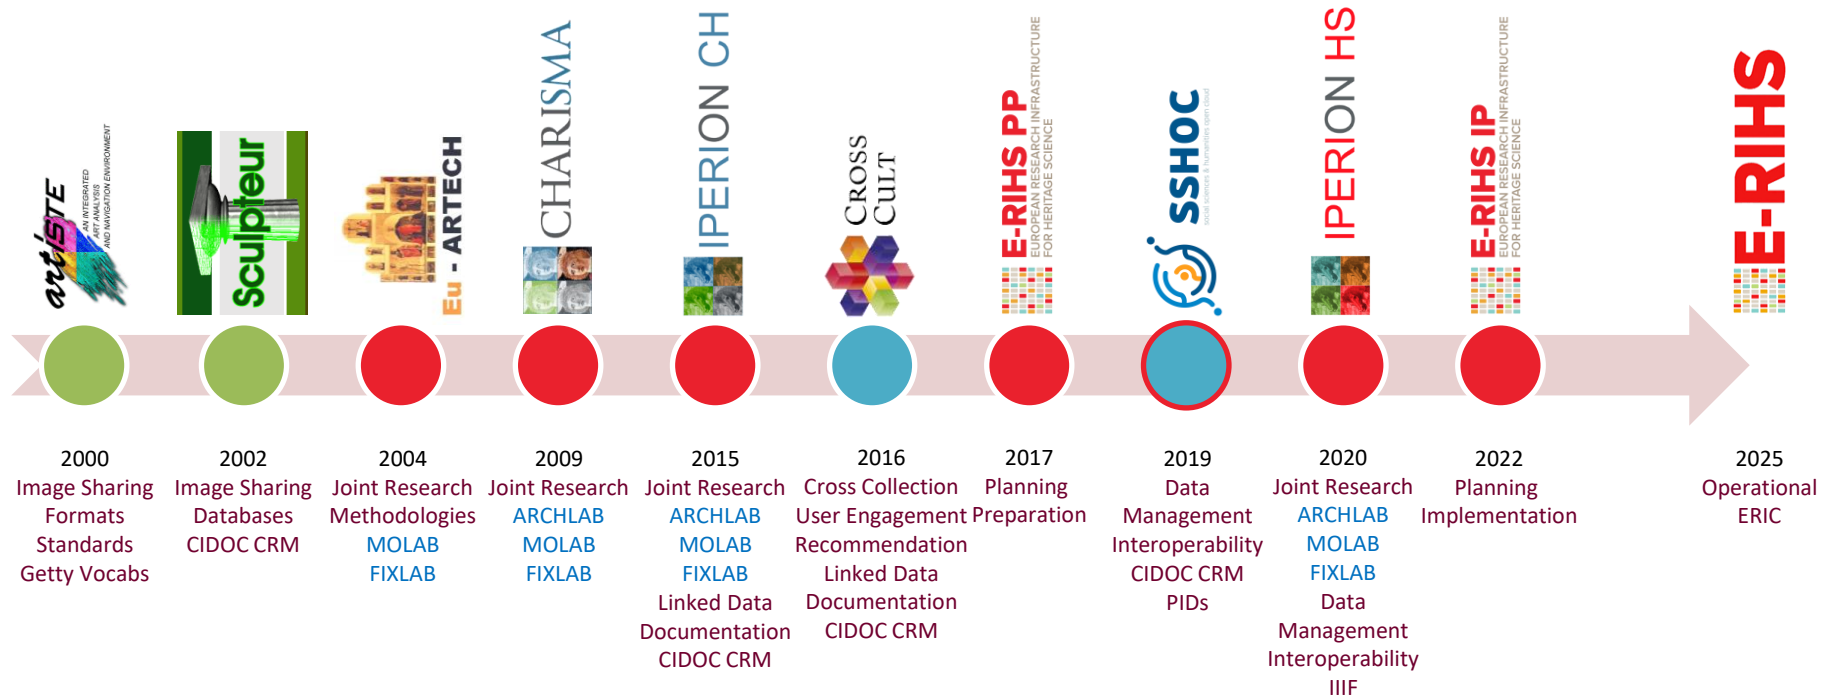 artISTE
AN INTEGRATED
ART ANALYSIS
AND NAVIGATION ENVIRONMENT
Sculpteur
Eu - ARTECH
CHARISMA
IPERION CH
CROSS
CULT
E-RIHS PP
EUROPEAN RESEARCH INFRASTRUCTURE
FOR HERITAGE SCIENCE
SSHOC
social sciences & humanities open cloud
IPERION HS
E-RIHS IP
EUROPEAN RESEARCH INFRASTRUCTURE
FOR HERITAGE SCIENCE
E-RIHS
2000
Image Sharing
Formats
Standards
Getty Vocabs
2002
Image Sharing
Databases
CIDOC CRM
2004
Joint Research
Methodologies
MOLAB
FIXLAB
2009
Joint Research
ARCHLAB
MOLAB
FIXLAB
2015
Joint Research
ARCHLAB
MOLAB
FIXLAB
Linked Data
Documentation
CIDOC CRM
2016
Cross Collection
User Engagement
Recommendation
Linked Data
Documentation
CIDOC CRM
2017
Planning
Preparation
2019
Data
Management
Interoperability
CIDOC CRM
PIDs
2020
Joint Research
ARCHLAB
MOLAB
FIXLAB
Data
Management
Interoperability
IIIF
2022
Planning
Implementation
2025
Operational
ERIC